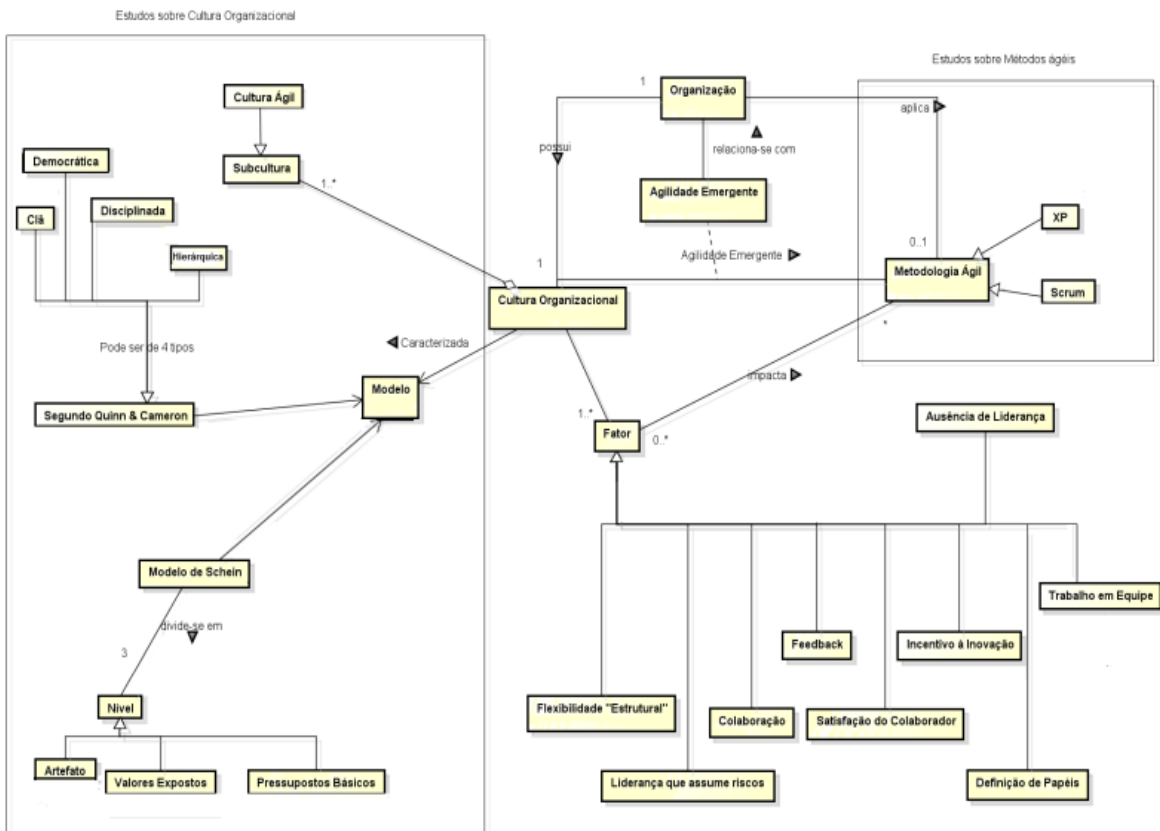 Estudos sobre Cultura Organizacional
Estudos sobre Métodos ágéis
Cultura Ágil
Organização
1
aplica
possui
relaciona-se com
Democrática
Subcultura
1..*
Disciplinada
Clã
Agilidade Emergente
XP
Hierárquica
0..1
Agilidade Emergente
1
Metodologia Ágil
Cultura Organizacional
Scrum
*
Pode ser de 4 tipos
Caracterizada
impacta
Modelo
Segundo Quinn & Cameron
1..*
Ausência de Liderança
Fator
0..*
Modelo de Schein
Trabalho em Equipe
divide-se em
3
Feedback
Incentivo à Inovação
Nível
Flexibilidade "Estrutural"
Colaboração
Satisfação do Colaborador
Artefato
Valores Expostos
Pressupostos Básicos
Liderança que assume riscos
Definição de Papéis